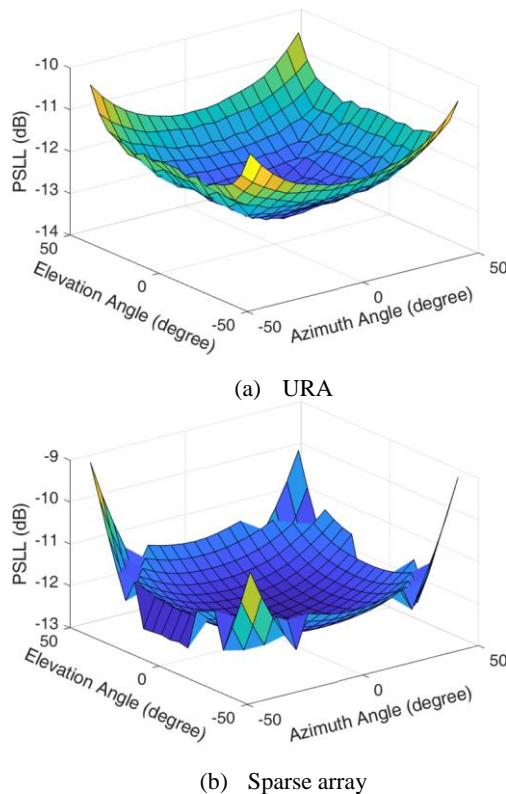 -10
-11
-12
-13
-14
PSLL (dB)
50
0
-50
Elevation Angle (degree)
-50
0
50
Azimuth Angle (degree)
(a) URA
-9
-10
-11
-12
-13
PSLL (dB)
50
0
-50
Elevation Angle (degree)
-50
0
50
Azimuth Angle (degree)
(b) Sparse array